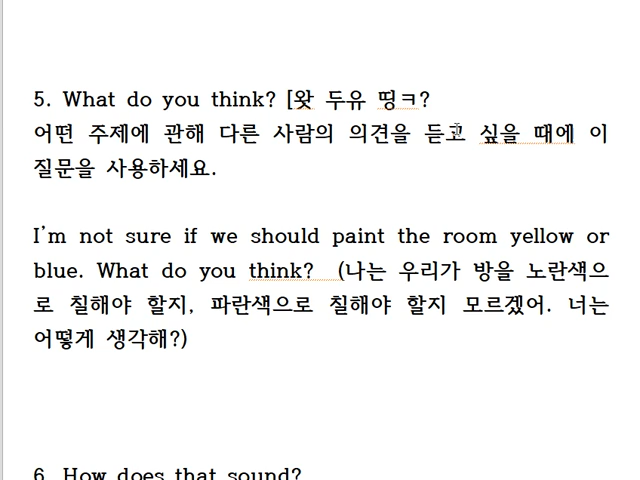 5. What do you think? [왓 두유 띵ㅋ?
어떤 주제에 관해 다른 사람의 의견을 듣고 싶을 때에 이
질문을 사용하세요.
I'm not sure if we should paint the room yellow or
blue. What do you think? (나는 우리가 방을 노란색으
로 칠해야 할지, 파란색으로 칠해야 할지 모르겠어. 너는
어떻게 생각해?)
6. How does that sound?